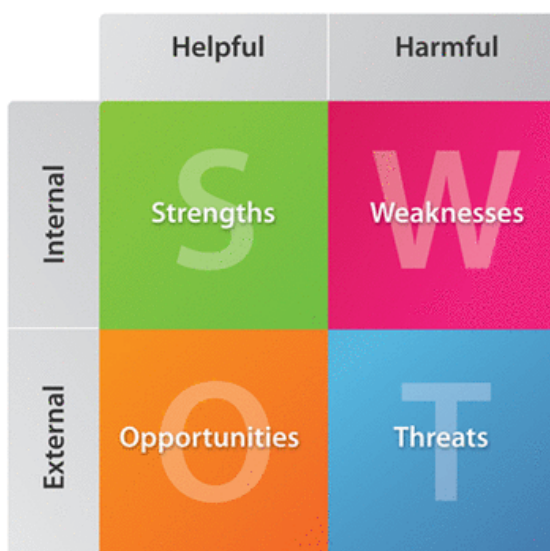 Helpful Harmful
Internal
S W
Strengths Weaknesses
External
O T
Opportunities Threats